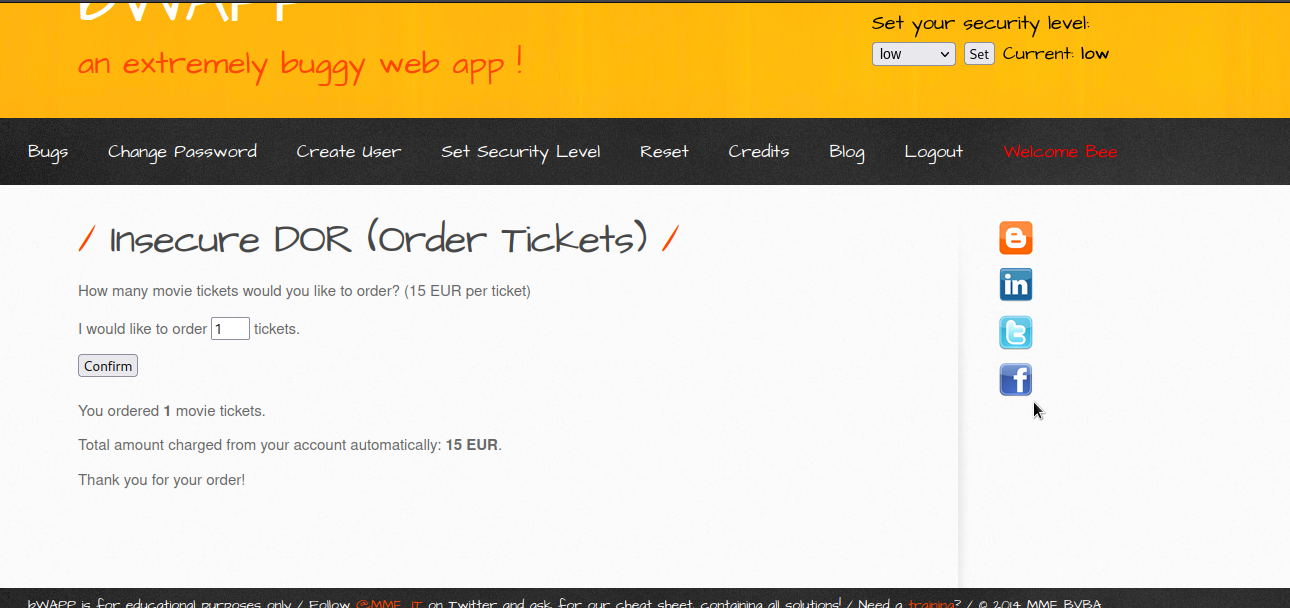 bWAPP
an extremely buggy web app !
Set your security level:
low Set Current: low
Bugs Change Password Create User Set Security Level Reset Credits Blog Logout Welcome Bee
/ Insecure DOR (Order Tickets) /
How many movie tickets would you like to order? (15 EUR per ticket)
I would like to order 1 tickets.
Confirm
You ordered 1 movie tickets.
Total amount charged from your account automatically: 15 EUR.
Thank you for your order!
in
t
f
bWAPP is for educational purposes only / Follow @MME_IT on Twitter and ask for our cheat sheet, containing all solutions! / Need a training? / © 2014 MME BVBA